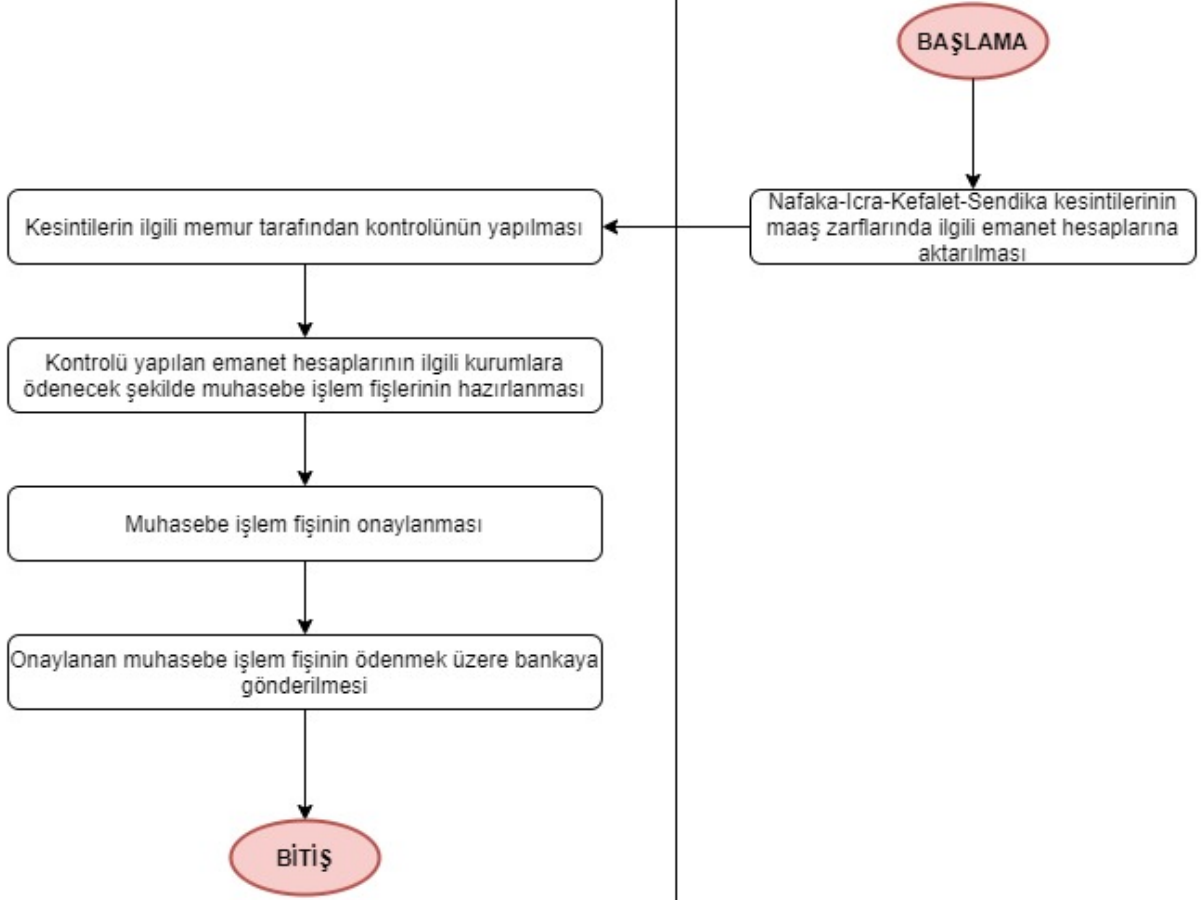 BAŞLAMA
Nafaka-Icra-Kefalet-Sendika kesintilerinin
maaş zarflarında ilgili emanet hesaplarına
aktarılması
Kesintilerin ilgili memur tarafından kontrolünün yapılması
Kontrolü yapılan emanet hesaplarının ilgili kurumlara
ödenecek şekilde muhasebe işlem fişlerinin hazırlanması
Muhasebe işlem fişinin onaylanması
Onaylanan muhasebe işlem fişinin ödenmek üzere bankaya
gönderilmesi
BİTİŞ